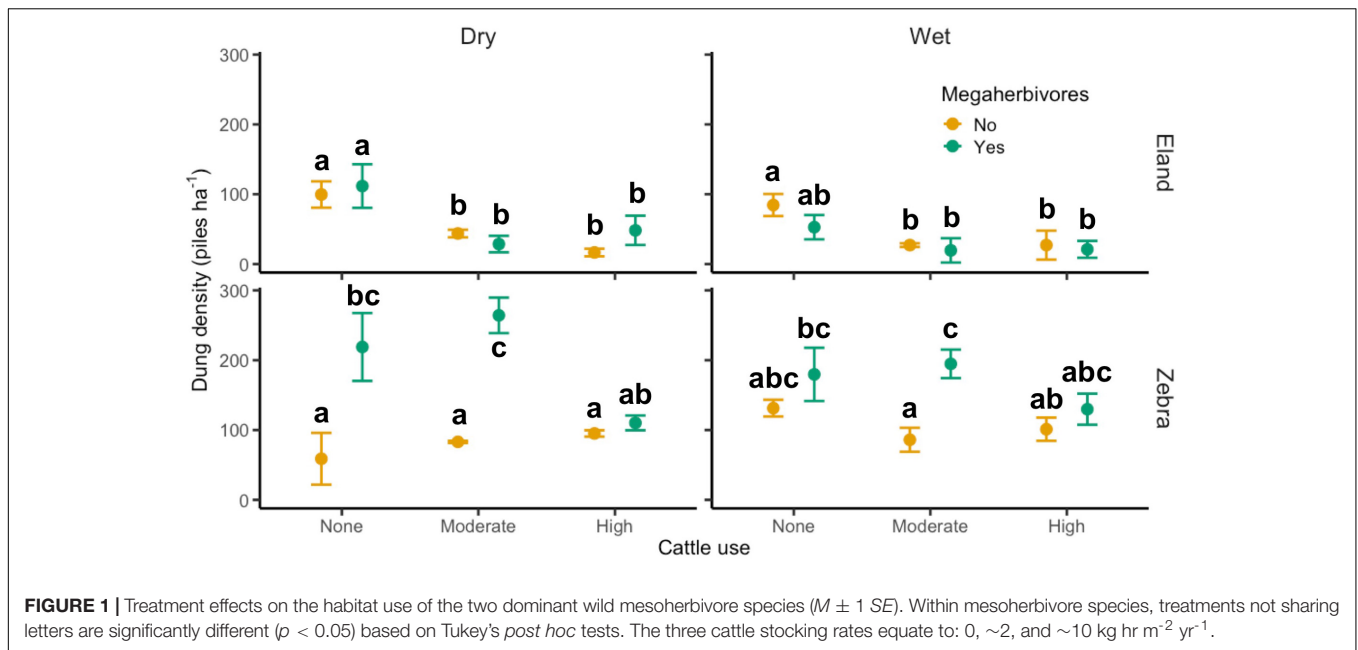 Dry
Wet
300
200
100
0
a
a
b
b
b
b
Megaherbivores
No
Yes
a
ab
b
b
b
b
Eland
Dung density (piles ha-1)
300
200
100
0
a
bc
a
c
a
ab
abc
bc
a
c
ab
abc
Zebra
None
Moderate
High
None
Moderate
High
Cattle use
FIGURE 1 | Treatment effects on the habitat use of the two dominant wild mesoherbivore species (M ± 1 SE). Within mesoherbivore species, treatments not sharing
letters are significantly different (p < 0.05) based on Tukey's post hoc tests. The three cattle stocking rates equate to: 0, ~2, and ~10 kg hr m-2 yr-1.